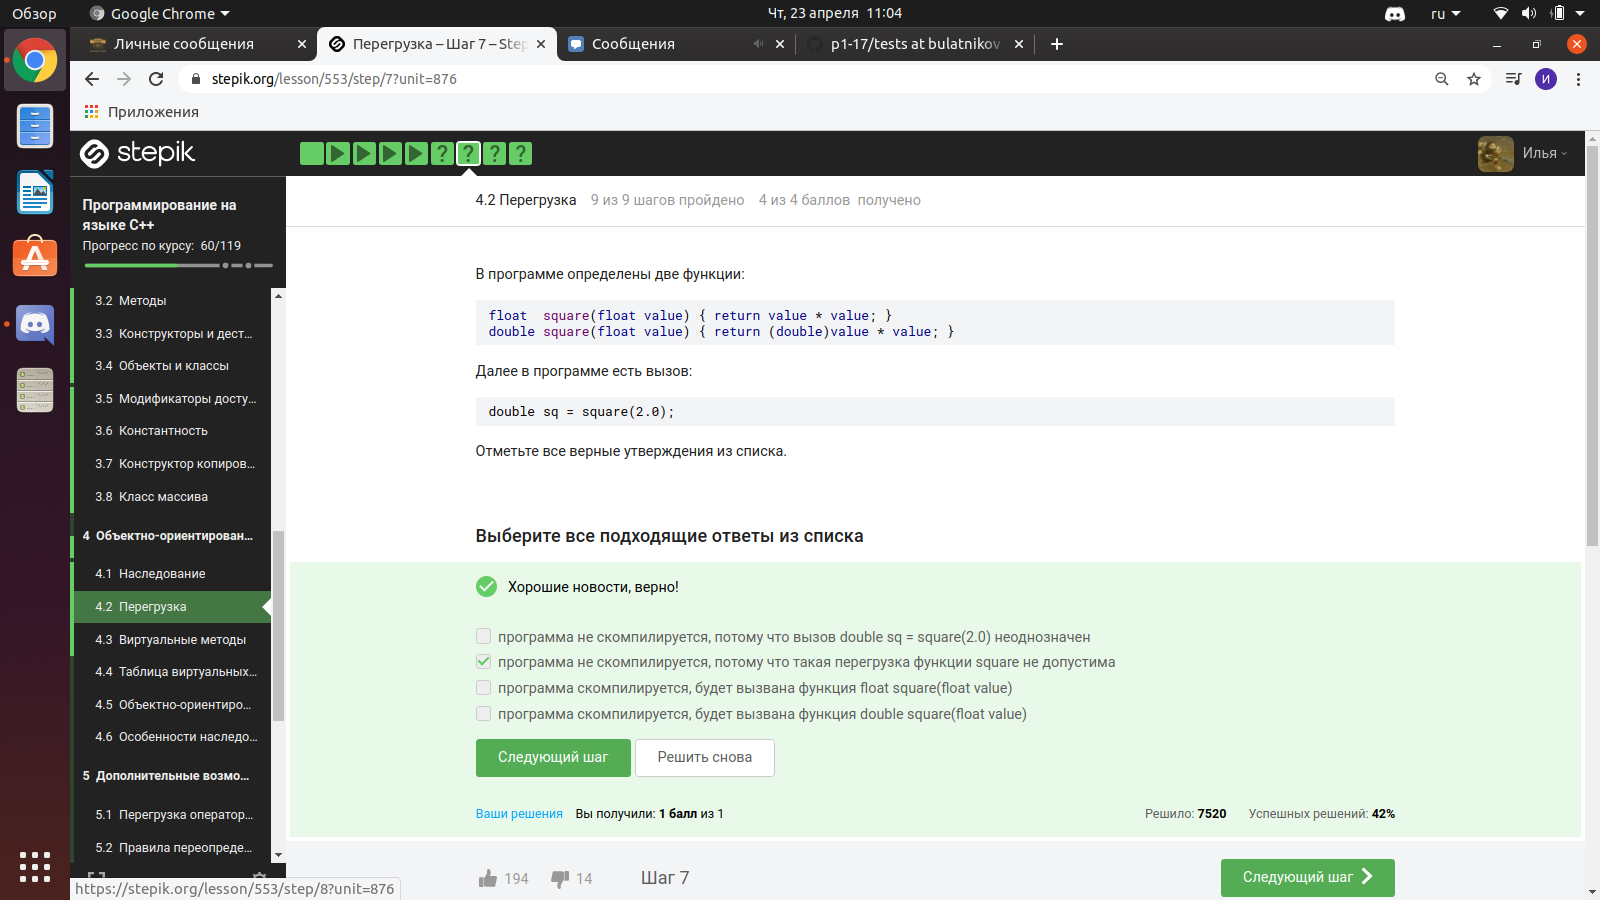 Обзор
Google Chrome
Чт, 23 апреля 11:04
ru
Личные сообщения
Перегрузка – Шаг 7 – Step
Сообщения
p1-17/tests at bulatnikov
stepik.org/lesson/553/step/7?unit=876
И
Приложения
stepik
? ? ? ?
Илья
Программирование на
языке C++
Прогресс по курсу: 60/119
3.2 Методы
3.3 Конструкторы и дест...
3.4 Объекты и классы
3.5 Модификаторы досту...
3.6 Константность
3.7 Конструктор копиров...
3.8 Класс массива
4 Объектно-ориентирован...
4.1 Наследование
4.2 Перегрузка
4.3 Виртуальные методы
4.4 Таблица виртуальных...
4.5 Объектно-ориентиро...
4.6 Особенности наследо...
5 Дополнительные возмо...
5.1 Перегрузка оператор...
5.2 Правила переопреде...
4.2 Перегрузка 9 из 9 шагов пройдено 4 из 4 баллов получено
В программе определены две функции:
float  square(float value) { return value * value; }
double square(float value) { return (double)value * value; }
Далее в программе есть вызов:
double sq = square(2.0);
Отметьте все верные утверждения из списка.
Выберите все подходящие ответы из списка
Хорошие новости, верно!
программа не скомпилируется, потому что вызов double sq = square(2.0) неоднозначен
программа не скомпилируется, потому что такая перегрузка функции square не допустима
программа скомпилируется, будет вызвана функция float square(float value)
программа скомпилируется, будет вызвана функция double square(float value)
Следующий шаг
Решить снова
Ваши решения Вы получили: 1 балл из 1
Решило: 7520 Успешных решений: 42%
194 14 Шаг 7
Следующий шаг
https://stepik.org/lesson/553/step/8?unit=876